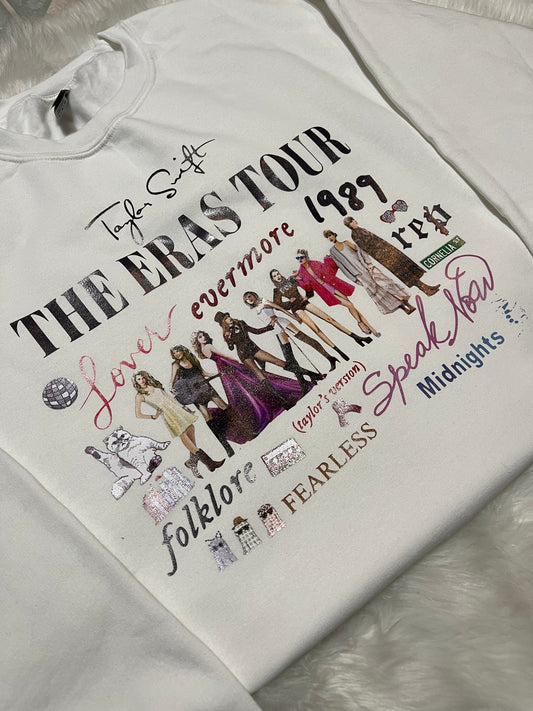 Taylor Swift
THE ERAS TOUR
1989
evermore
rep
Lover
CORNELIA ST
Speak Now
(taylor's version)
Midnights
FEARLESS
folklore